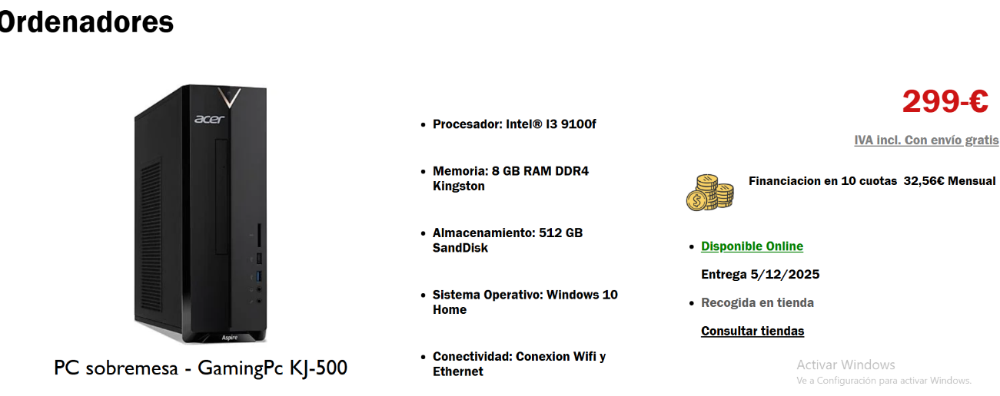 Ordenadores
acer
Aspire
PC sobremesa - GamingPc KJ-500
Procesador: Intel® I3 9100f
Memoria: 8 GB RAM DDR4
Kingston
Almacenamiento: 512 GB
SandDisk
Sistema Operativo: Windows 10
Home
Conectividad: Conexion Wifi y
Ethernet
299-€
IVA incl. Con envío gratis
Financiacion en 10 cuotas 32,56€ Mensual
Disponible Online
Entrega 5/12/2025
Recogida en tienda
Consultar tiendas
Activar Windows
Ve a Configuración para activar Windows.